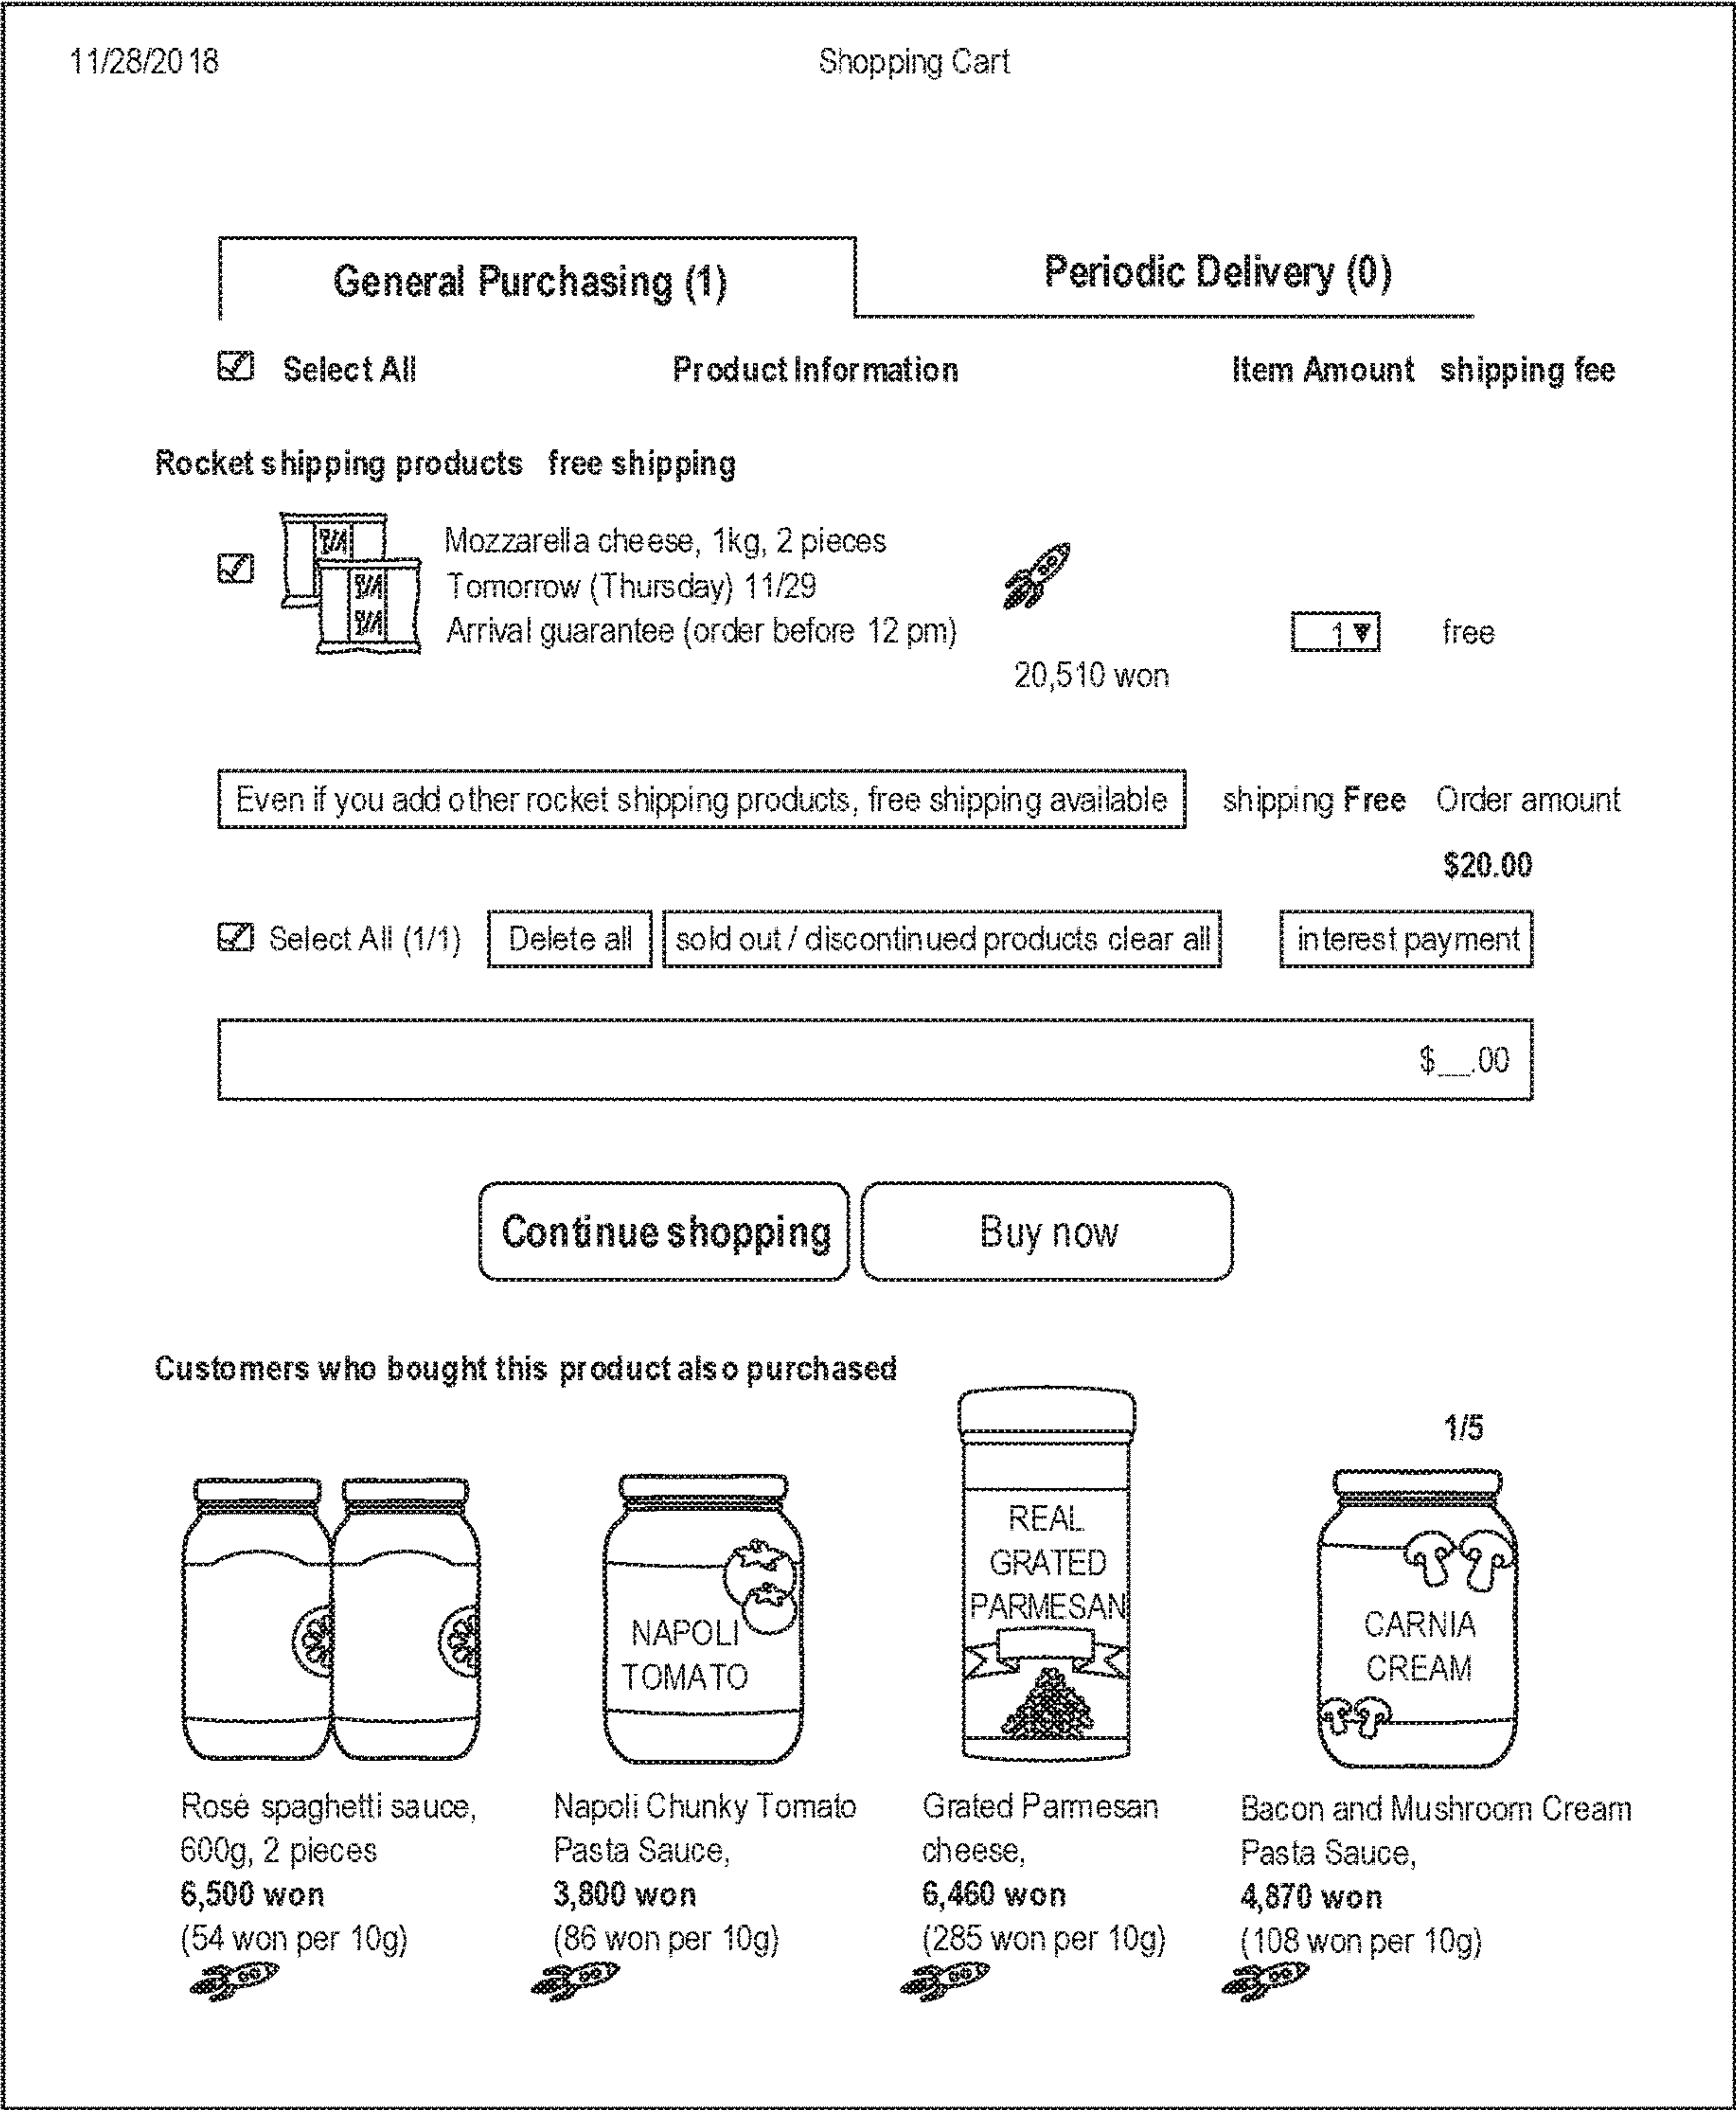 11/28/2018 Shopping Cart
General Purchasing (1) Periodic Delivery (0)
Select All Product Information Item Amount shipping fee
Rocket shipping products free shipping
Mozzarella cheese, 1kg, 2 pieces
Tomorrow (Thursday) 11/29
Arrival guarantee (order before 12 pm)
1 free
20,510 won
Even if you add other rocket shipping products, free shipping available shipping Free Order amount
$20.00
Select All (1/1) Delete all sold out / discontinued products clear all interest payment
$__.00
Continue shopping Buy now
Customers who bought this product also purchased
1/5
REAL
GRATED
PARMESAN
NAPOLI
TOMATO
CARNIA
CREAM
Rosé spaghetti sauce,
600g, 2 pieces
6,500 won
(54 won per 10g)
Napoli Chunky Tomato
Pasta Sauce,
3,800 won
(86 won per 10g)
Grated Parmesan
cheese,
6,460 won
(285 won per 10g)
Bacon and Mushroom Cream
Pasta Sauce,
4,870 won
(108 won per 10g)